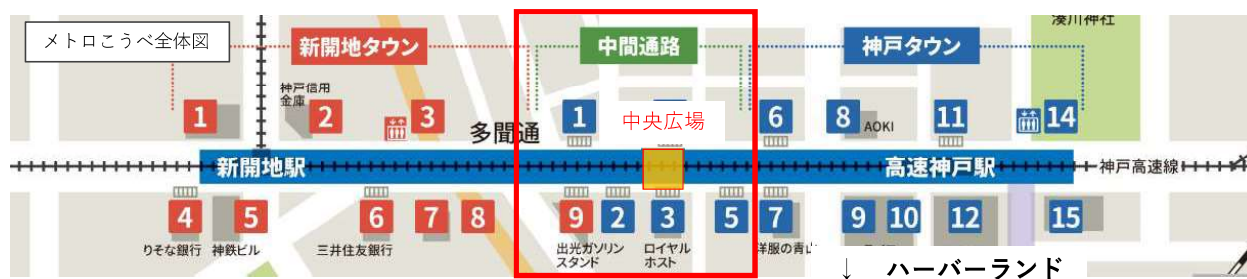 メトロこうべ全体図
新開地タウン
中間通路
神戸タウン
湊川神社
神戸信用
金庫
1
2
3
多聞通
1
中央広場
6
8
AOKI
11
14
新開地駅
高速神戸駅
神戸高速線
4
5
6
7
8
9
2
3
5
7
9
10
12
15
りそな銀行
神鉄ビル
三井住友銀行
出光ガソリン
スタンド
ロイヤル
ホスト
洋服の青山
↓ ハーバーランド